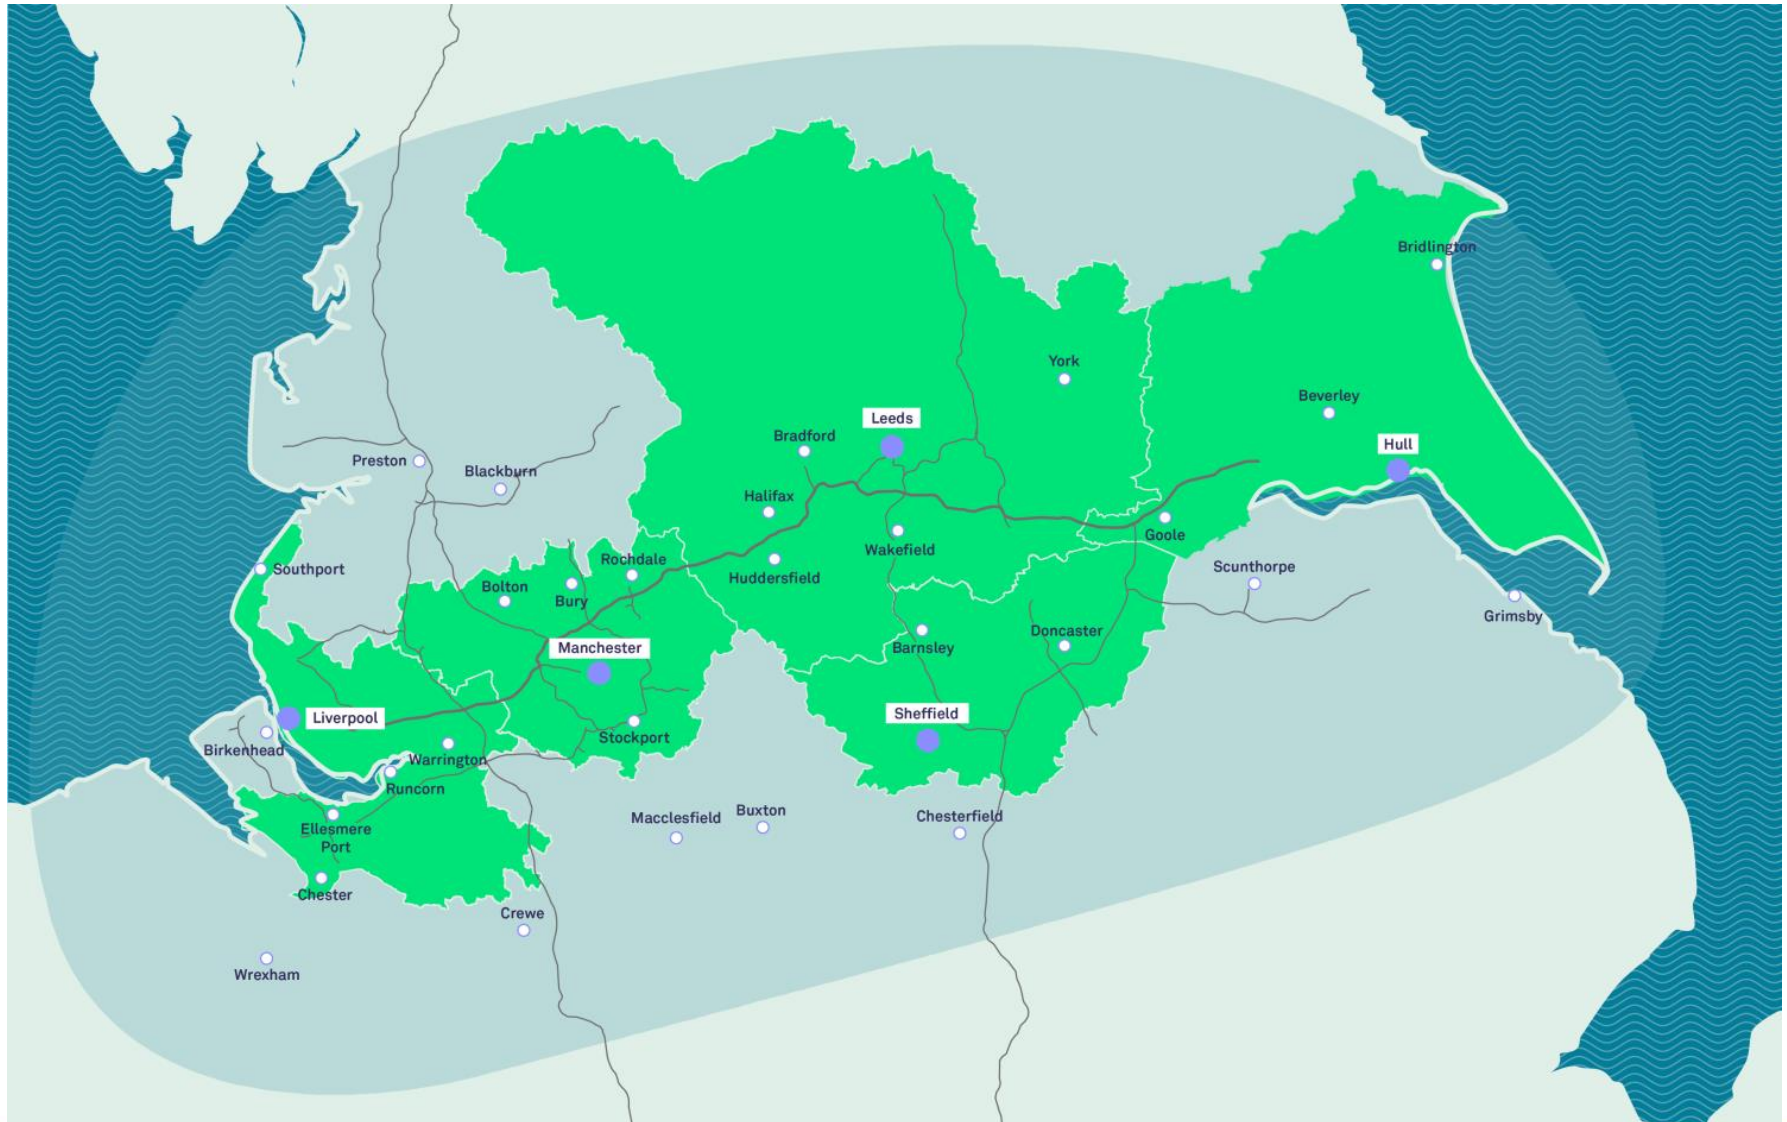 Bridlington
York
Beverley
Leeds
Bradford
Hull
Preston
Blackburn
Halifax
Goole
Wakefield
Rochdale
Southport
Huddersfield
Scunthorpe
Bolton
Bury
Grimsby
Doncaster
Manchester
Barnsley
Liverpool
Sheffield
Stockport
Birkenhead
Warrington
Runcorn
Macclesfield
Buxton
Chesterfield
Ellesmere
Port
Chester
Crewe
Wrexham